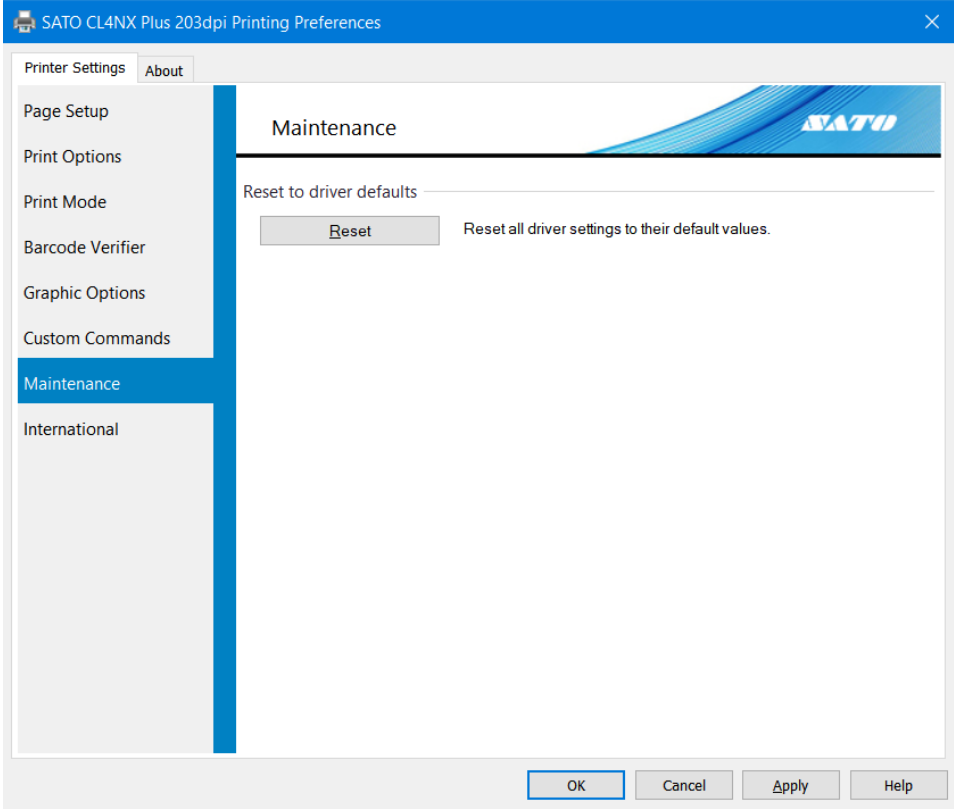 SATO CL4NX Plus 203dpi Printing Preferences
Printer Settings
About
Page Setup
Print Options
Print Mode
Barcode Verifier
Graphic Options
Custom Commands
Maintenance
International
Maintenance
SATO
Reset to driver defaults
Reset
Reset all driver settings to their default values.
OK
Cancel
Apply
Help